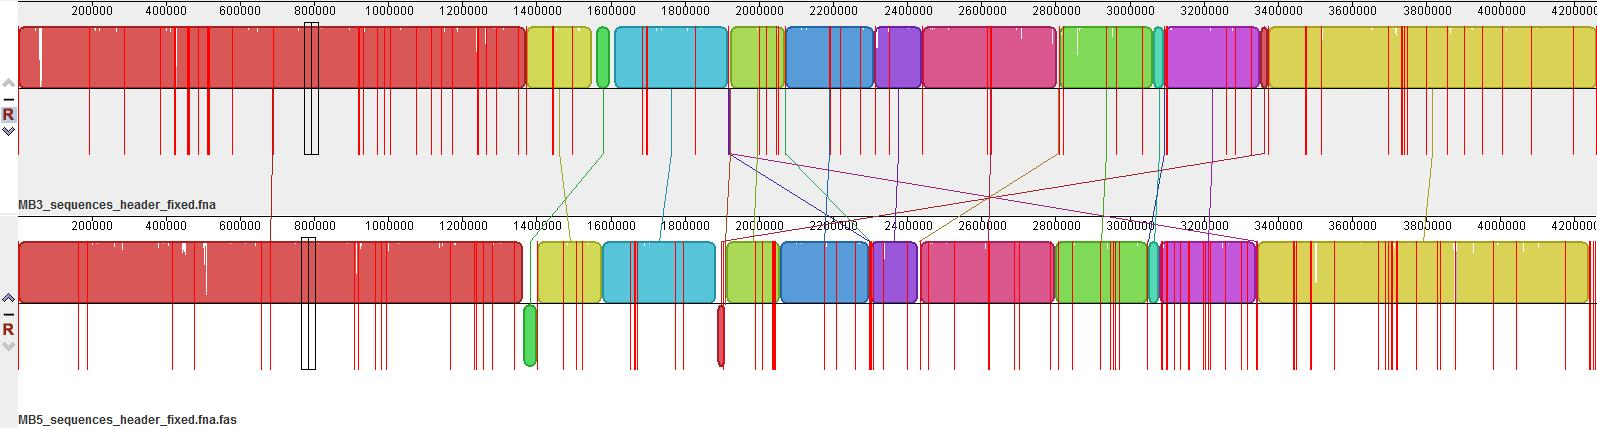 200000 400000 600000 800000 1000000 1200000 1400000 1600000 1800000 2000000 2200000 2400000 2600000 2800000 3000000 3200000 3400000 3600000 3800000 4000000 4200000
R
MB3_sequences_header_fixed.fna
200000 400000 600000 800000 1000000 1200000 1400000 1600000 1800000 2000000 2200000 2400000 2600000 2800000 3000000 3200000 3400000 3600000 3800000 4000000 4200000
R
MB5_sequences_header_fixed.fna.fas